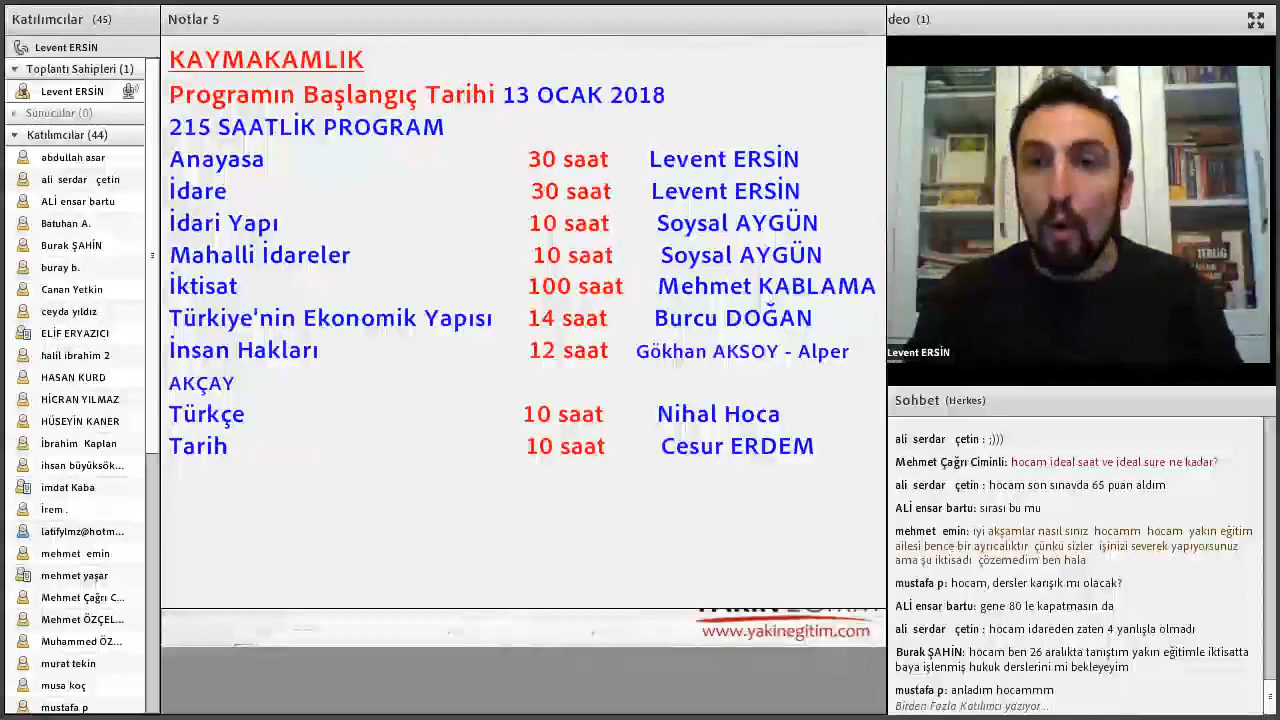 Katılımcılar (45)
Levent ERSİN
Toplantı Sahipleri (1)
Levent ERSİN
Sunucular (0)
Katılımcılar (44)
abdullah asar
ali serdar çetin
ALİ ensar bartu
Batuhan A.
Burak ŞAHİN
buray b.
Canan Yetkin
ceyda yıldız
ELİF ERYAZICI
halil ibrahim 2
HASAN KURD
HİCRAN YILMAZ
HÜSEYİN KANER
İbrahim Kaplan
ihsan büyüksök...
imdat Kaba
İrem .
latifylmz@hotm...
mehmet emin
mehmet yaşar
Mehmet Çağrı C...
Mehmet ÖZÇEL...
Muhammed ÖZ...
murat tekin
musa koç
mustafa p
Notlar 5
KAYMAKAMLIK
Programın Başlangıç Tarihi 13 OCAK 2018
215 SAATLİK PROGRAM
Anayasa 30 saat Levent ERSİN
İdare 30 saat Levent ERSİN
İdari Yapı 10 saat Soysal AYGÜN
Mahalli İdareler 10 saat Soysal AYGÜN
İktisat 100 saat Mehmet KABLAMA
Türkiye'nin Ekonomik Yapısı 14 saat Burcu DOĞAN
İnsan Hakları 12 saat Gökhan AKSOY - Alper
AKÇAY
Türkçe 10 saat Nihal Hoca
Tarih 10 saat Cesur ERDEM
www.yakinegitim.com
deo (1)
TEBLİĞ
Levent ERSİN
Sohbet (Herkes)
ali serdar çetin : ;)))
Mehmet Çağrı Ciminli: hocam ideal saat ve ideal sure ne kadar?
ali serdar çetin : hocam son sınavda 65 puan aldım
ALİ ensar bartu: sırası bu mu
mehmet emin: iyi akşamlar nasıl sınız hocamm hocam yakın eğitim
ailesi bence bir ayrıcalıktır çünkü sizler işinizi severek yapıyorsunuz
ama şu iktisadı çözemedim ben hala
mustafa p: hocam, dersler karışık mı olacak?
ALİ ensar bartu: gene 80 le kapatmasın da
ali serdar çetin : hocam idareden zaten 4 yanlışla olmadı
Burak ŞAHİN: hocam ben 26 aralıkta tanıştım yakın eğitimle iktisatta
baya işlenmiş hukuk derslerini mi bekleyeyim
mustafa p: anladım hocammm
Birden Fazla Katılımcı yazıyor...